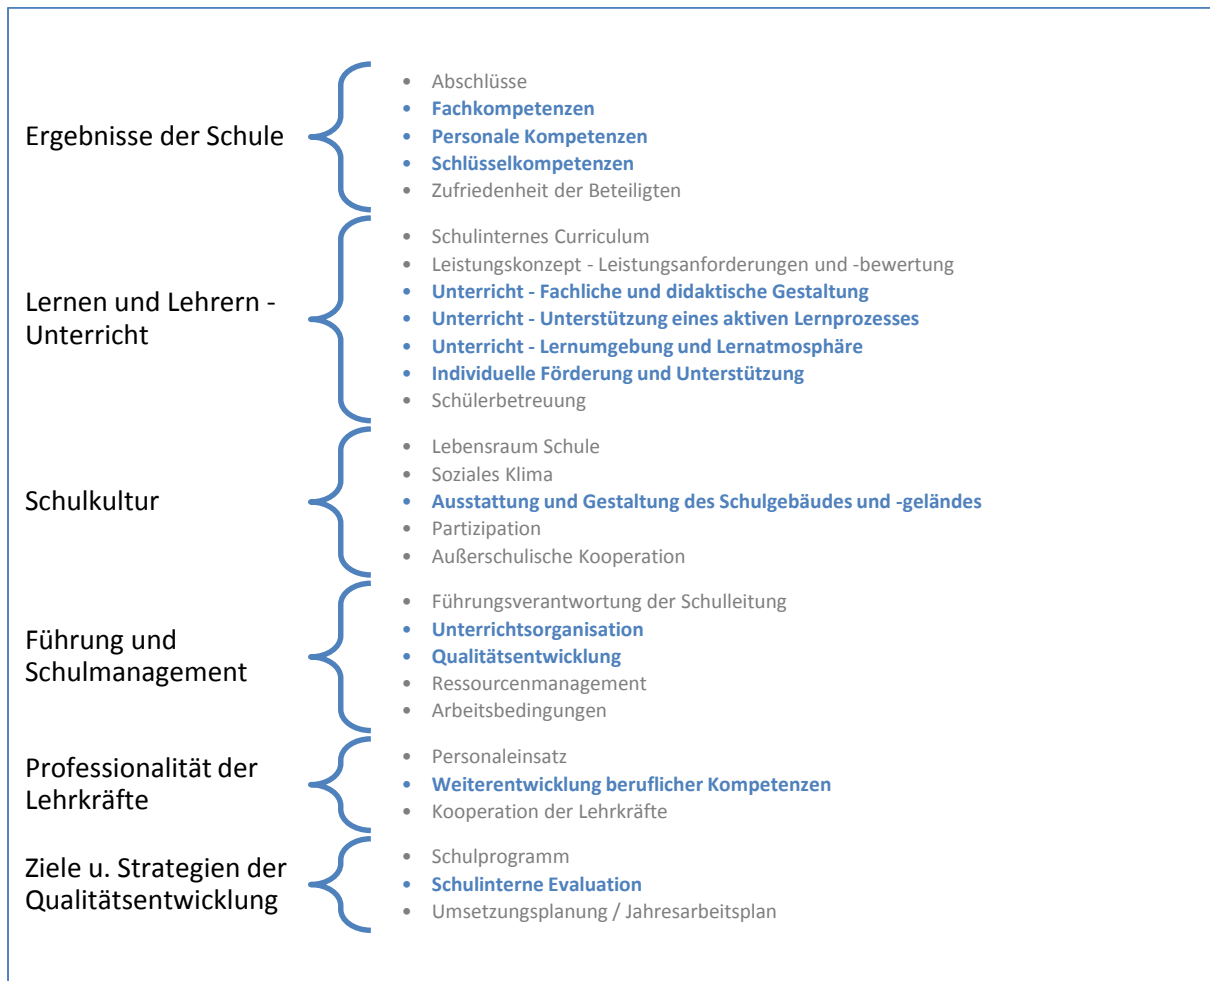 Ergebnisse der Schule
• Abschlüsse
• Fachkompetenzen
• Personale Kompetenzen
• Schlüsselkompetenzen
• Zufriedenheit der Beteiligten
Lernen und Lehrern -
Unterricht
• Schulinternes Curriculum
• Leistungskonzept - Leistungsanforderungen und -bewertung
• Unterricht - Fachliche und didaktische Gestaltung
• Unterricht - Unterstützung eines aktiven Lernprozesses
• Unterricht - Lernumgebung und Lernatmosphäre
• Individuelle Förderung und Unterstützung
• Schülerbetreuung
Schulkultur
• Lebensraum Schule
• Soziales Klima
• Ausstattung und Gestaltung des Schulgebäudes und -geländes
• Partizipation
• Außerschulische Kooperation
Führung und
Schulmanagement
• Führungsverantwortung der Schulleitung
• Unterrichtsorganisation
• Qualitätsentwicklung
• Ressourcenmanagement
• Arbeitsbedingungen
Professionalität der
Lehrkräfte
• Personaleinsatz
• Weiterentwicklung beruflicher Kompetenzen
• Kooperation der Lehrkräfte
Ziele u. Strategien der
Qualitätsentwicklung
• Schulprogramm
• Schulinterne Evaluation
• Umsetzungsplanung / Jahresarbeitsplan